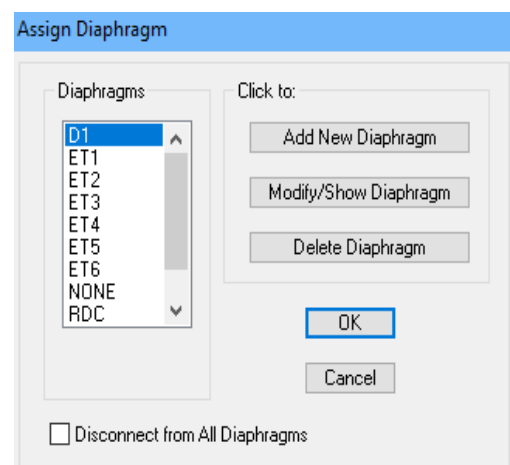 Assign Diaphragm
Diaphragms
D1
ET1
ET2
ET3
ET4
ET5
ET6
NONE
RDC
Click to:
Add New Diaphragm
Modify/Show Diaphragm
Delete Diaphragm
OK
Cancel
Disconnect from All Diaphragms